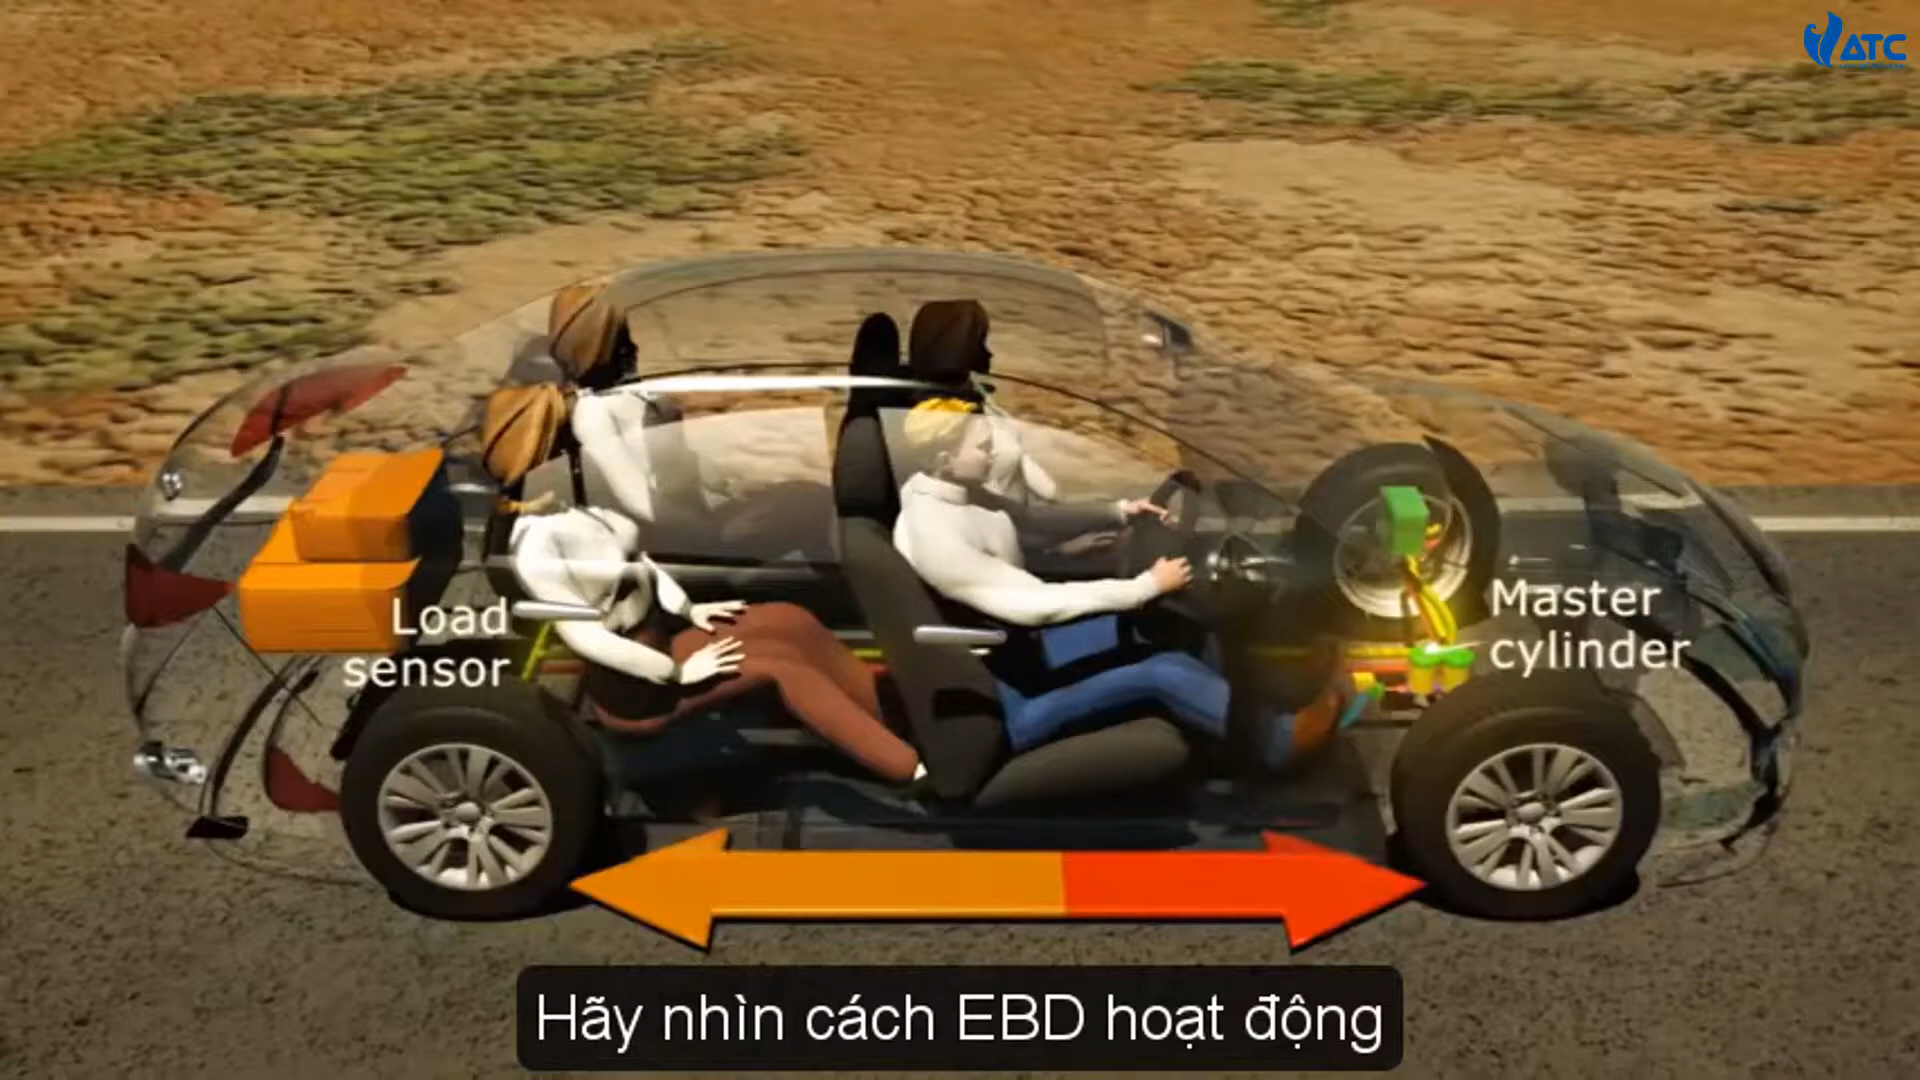 ATC
Load
sensor
Master
cylinder
Hãy nhìn cách EBD hoạt động